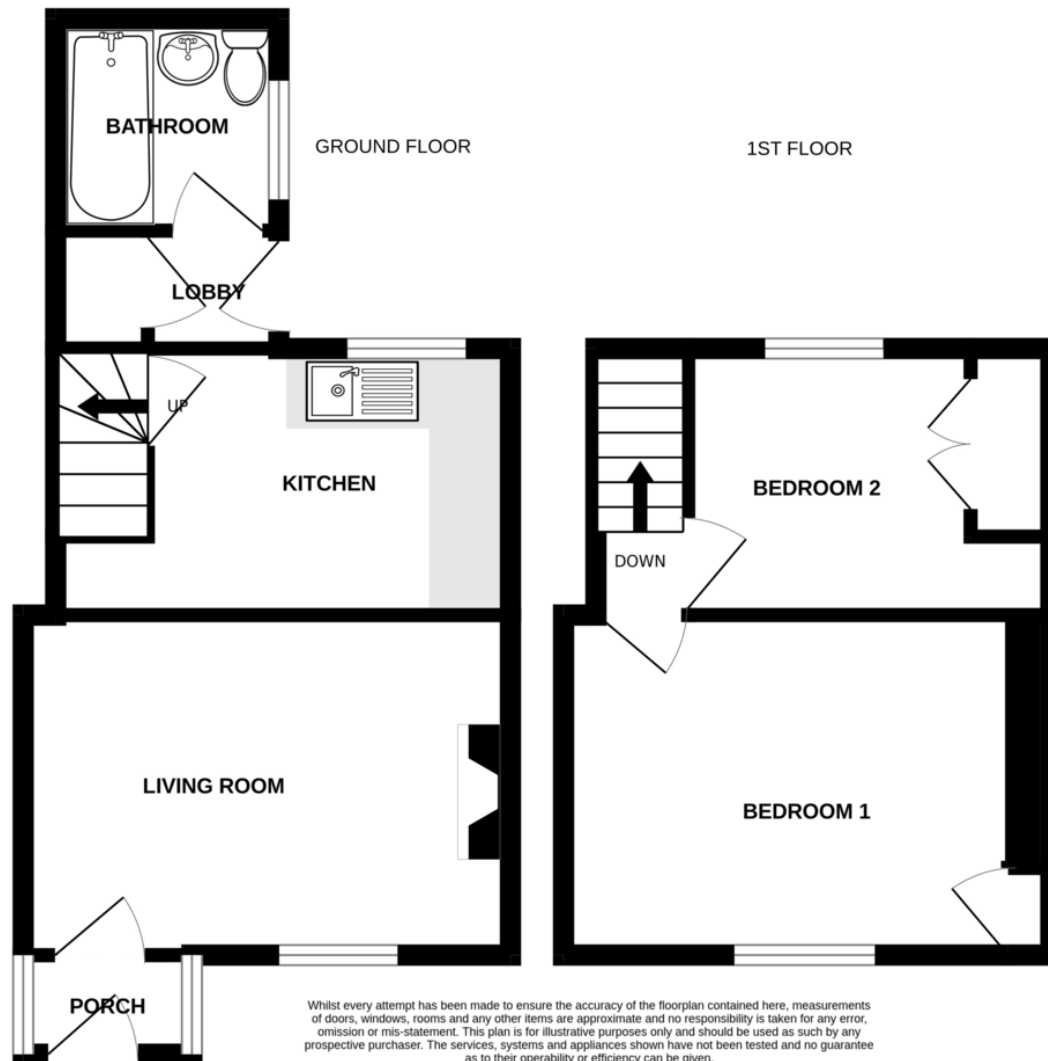 GROUND FLOOR
BATHROOM
LOBBY
UP
KITCHEN
LIVING ROOM
PORCH
1ST FLOOR
BEDROOM 2
DOWN
BEDROOM 1
Whilst every attempt has been made to ensure the accuracy of the floorplan contained here, measurements
of doors, windows, rooms and any other items are approximate and no responsibility is taken for any error,
omission or mis-statement. This plan is for illustrative purposes only and should be used as such by any
prospective purchaser. The services, systems and appliances shown have not been tested and no guarantee
as to their operability or efficiency can be given.